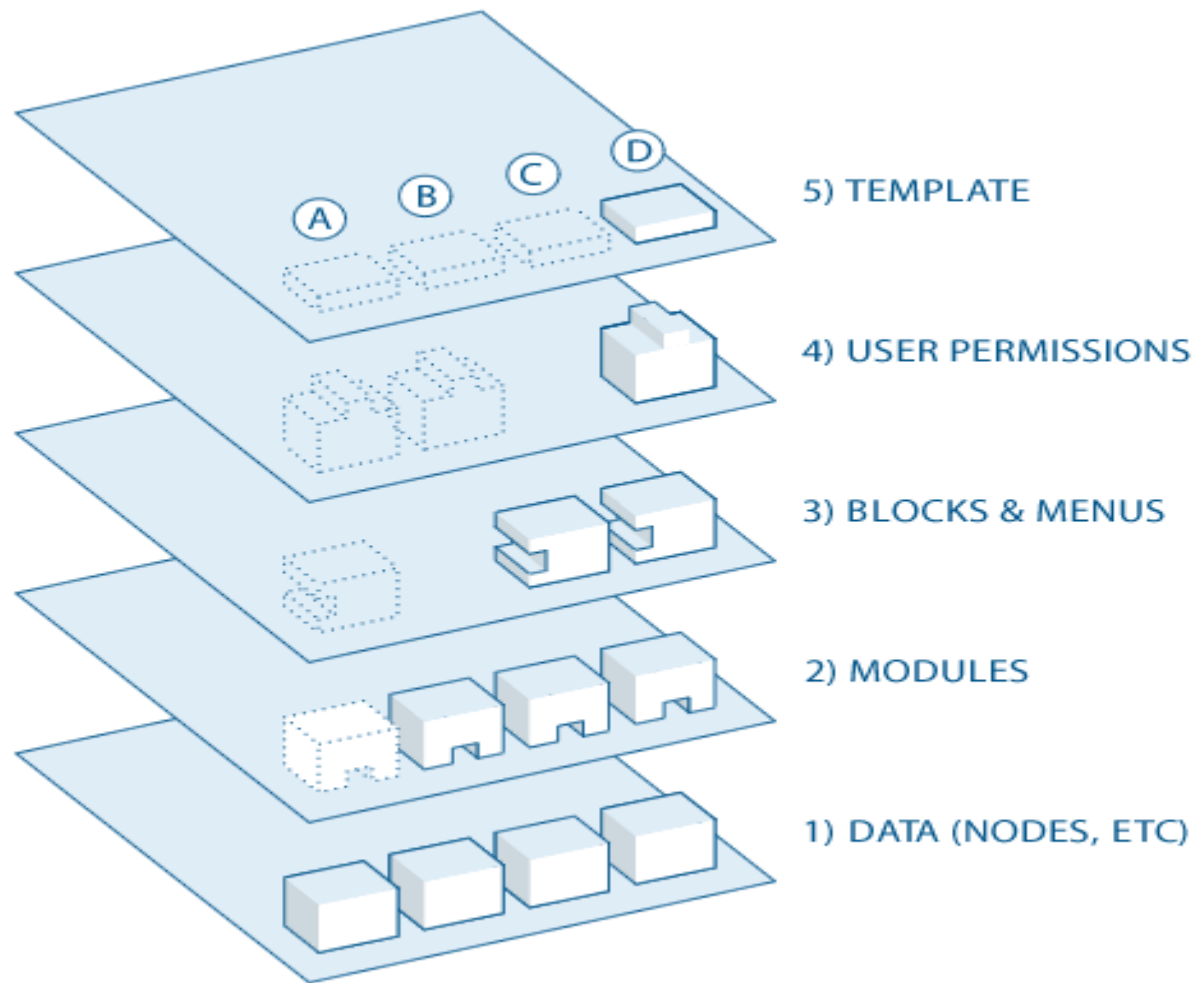 A
B
C
D
5) TEMPLATE
4) USER PERMISSIONS
3) BLOCKS & MENUS
2) MODULES
1) DATA (NODES, ETC)